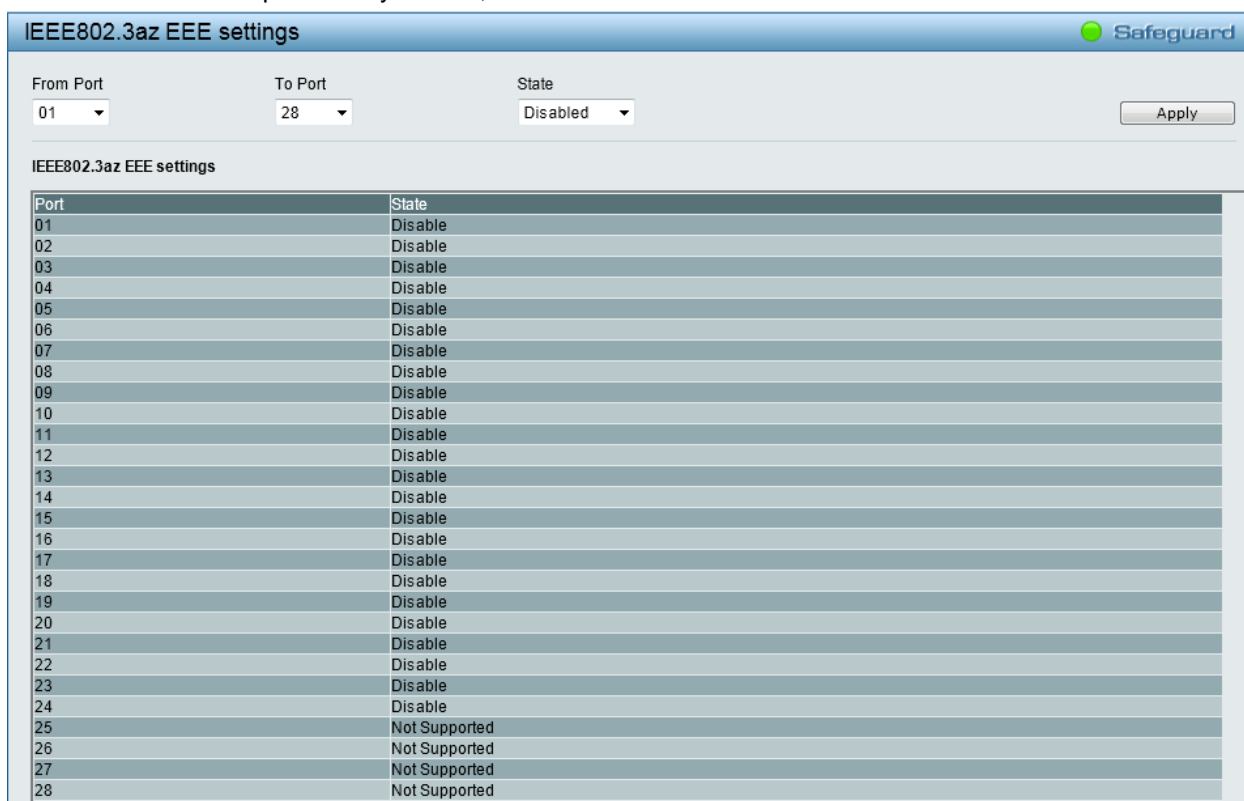 IEEE802.3az EEE settings
Safeguard
From Port To Port State
01 28 Disabled Apply
IEEE802.3az EEE settings
Port State
01 Disable
02 Disable
03 Disable
04 Disable
05 Disable
06 Disable
07 Disable
08 Disable
09 Disable
10 Disable
11 Disable
12 Disable
13 Disable
14 Disable
15 Disable
16 Disable
17 Disable
18 Disable
19 Disable
20 Disable
21 Disable
22 Disable
23 Disable
24 Disable
25 Not Supported
26 Not Supported
27 Not Supported
28 Not Supported